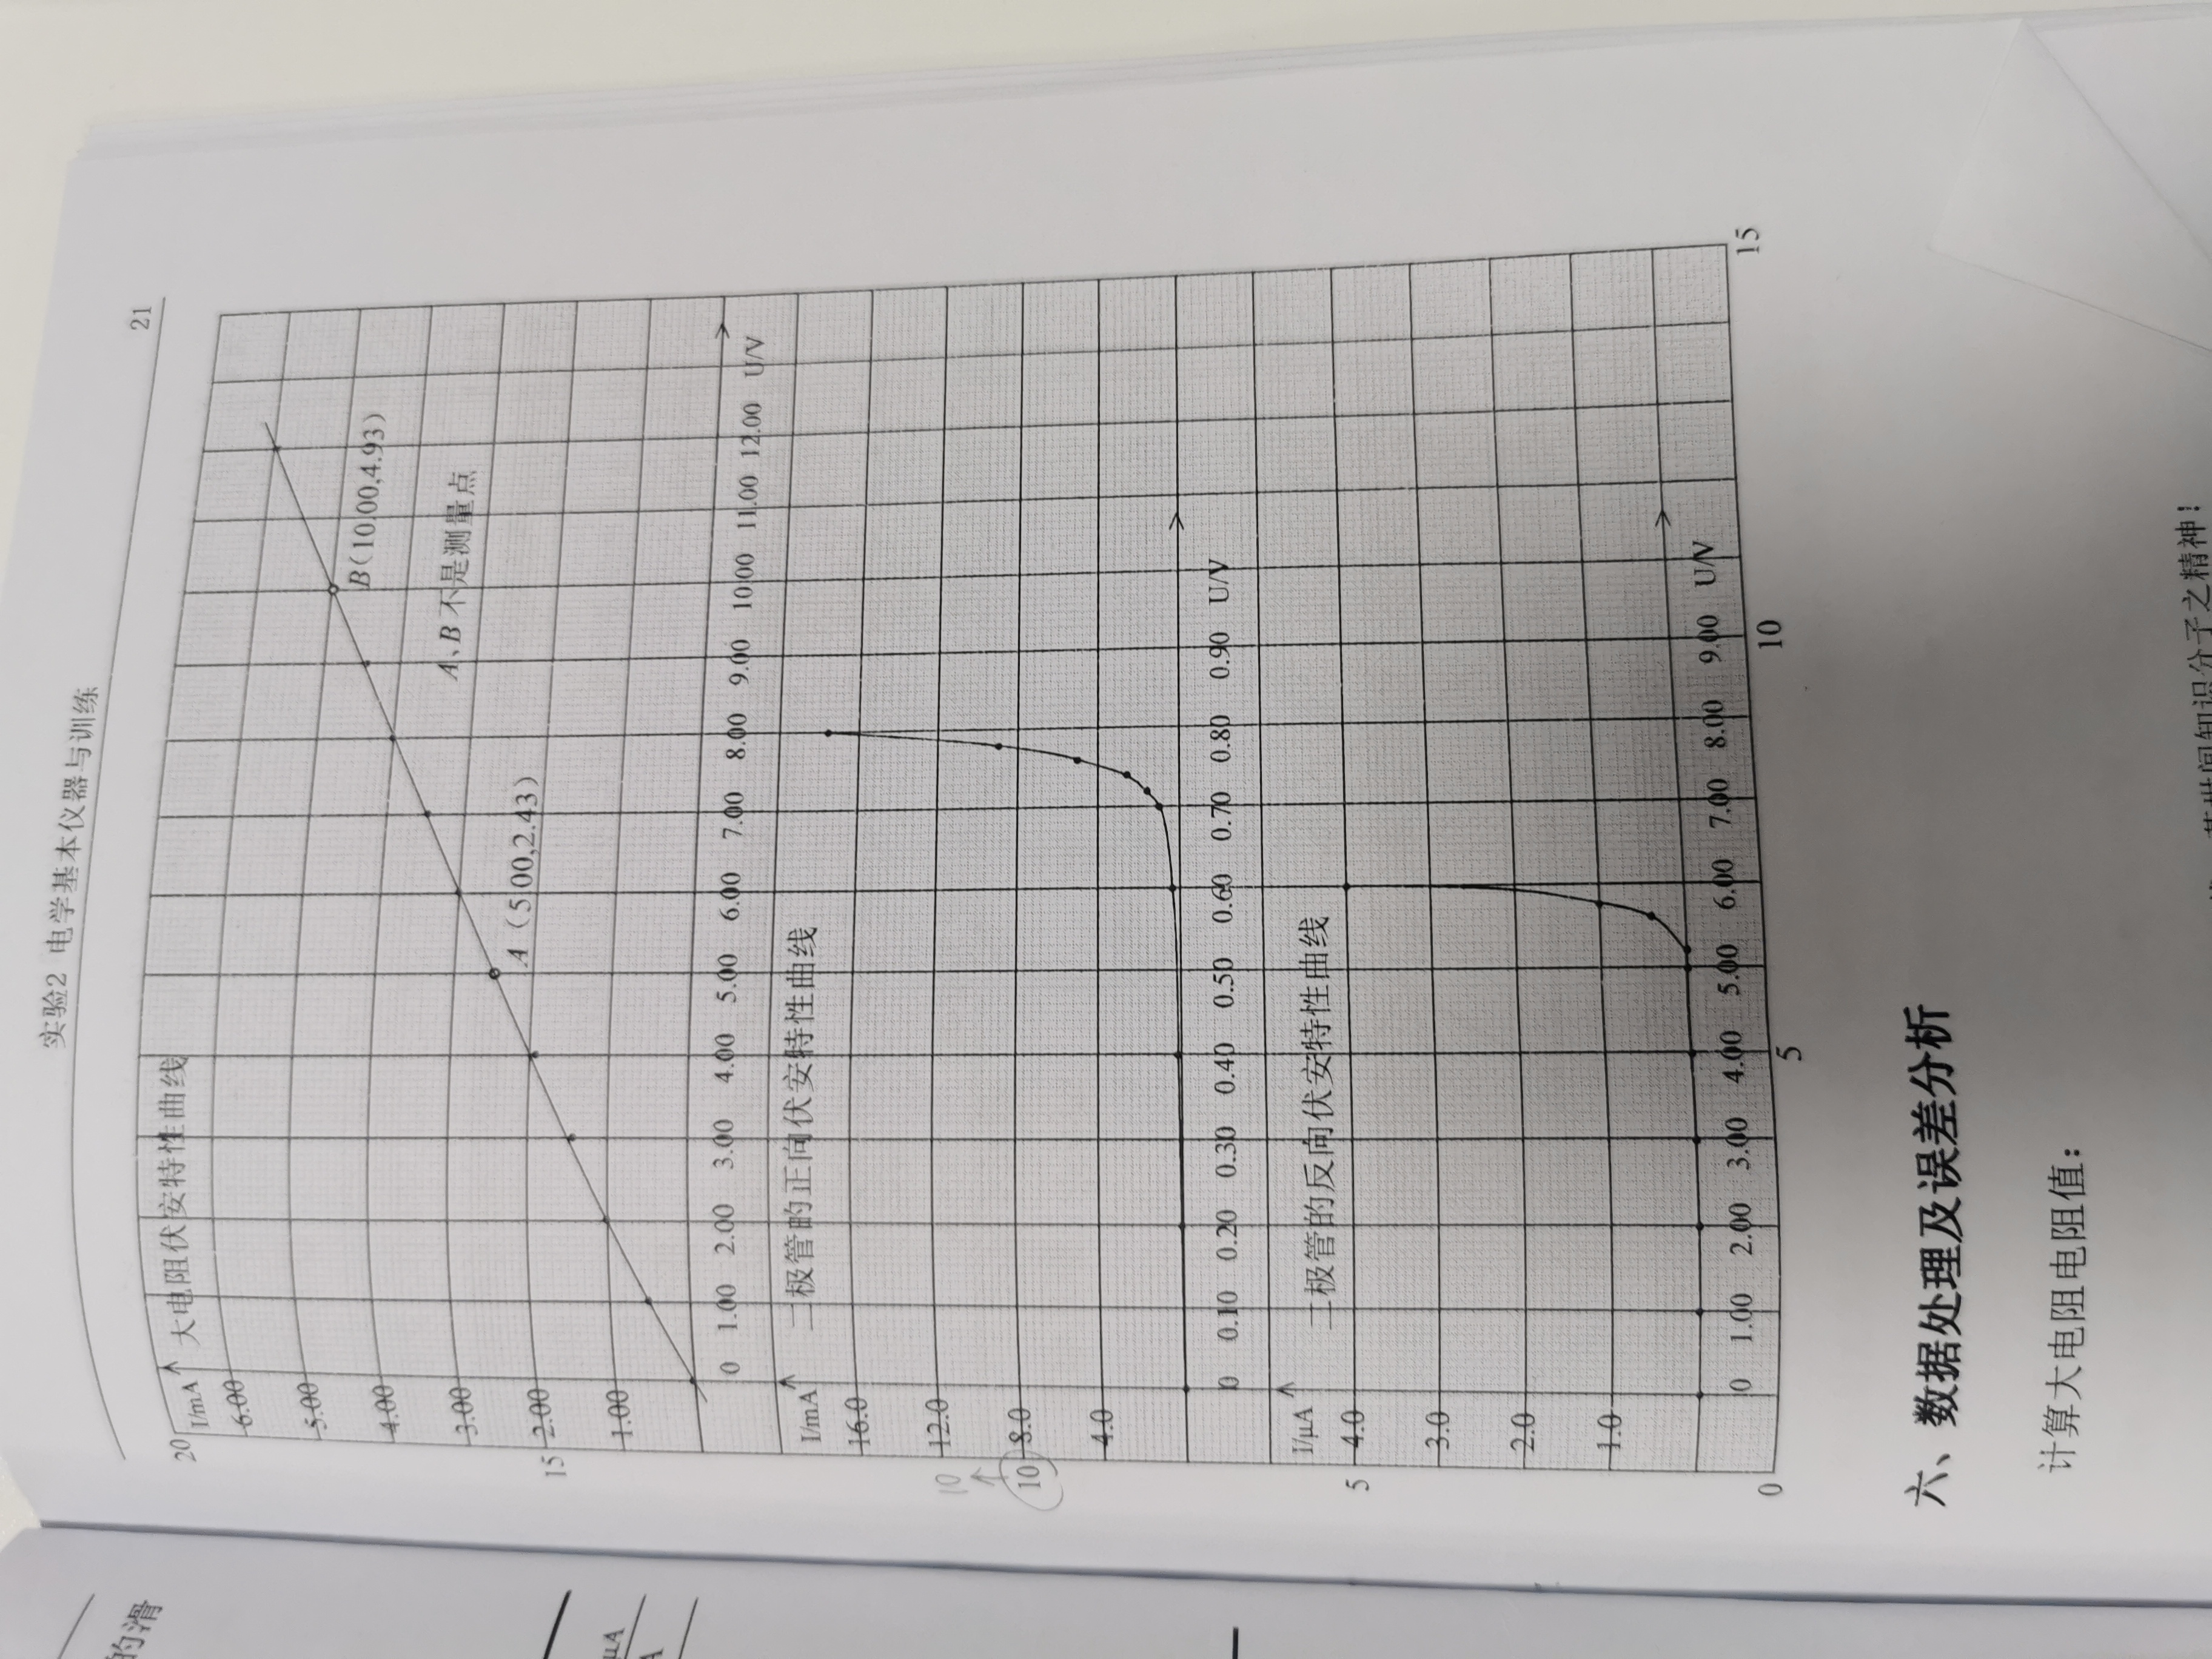 实验2 电学基本仪器与训练
21
的滑
μA
A
20
I/mA
大电阻伏安特性曲线
6.00
5.00
4.00
3.00
15
2.00
1.00
B(10.00,4.93)
A、B 不是测量点
A(5.00,2.43)
0 1.00 2.00 3.00 4.00 5.00 6.00 7.00 8.00 9.00 10.00 11.00 12.00 U/V
I/mA
二极管的正向伏安特性曲线
16.0
12.0
10
10
8.0
4.0
0 0.10 0.20 0.30 0.40 0.50 0.60 0.70 0.80 0.90 U/V
I/μA
二极管的反向伏安特性曲线
5
4.0
3.0
2.0
1.0
0 1.00 2.00 3.00 4.00 5.00 6.00 7.00 8.00 9.00 U/V
0
5
10
15
六、数据处理及误差分析
计算大电阻电阻值：
世间知识分子之精神！